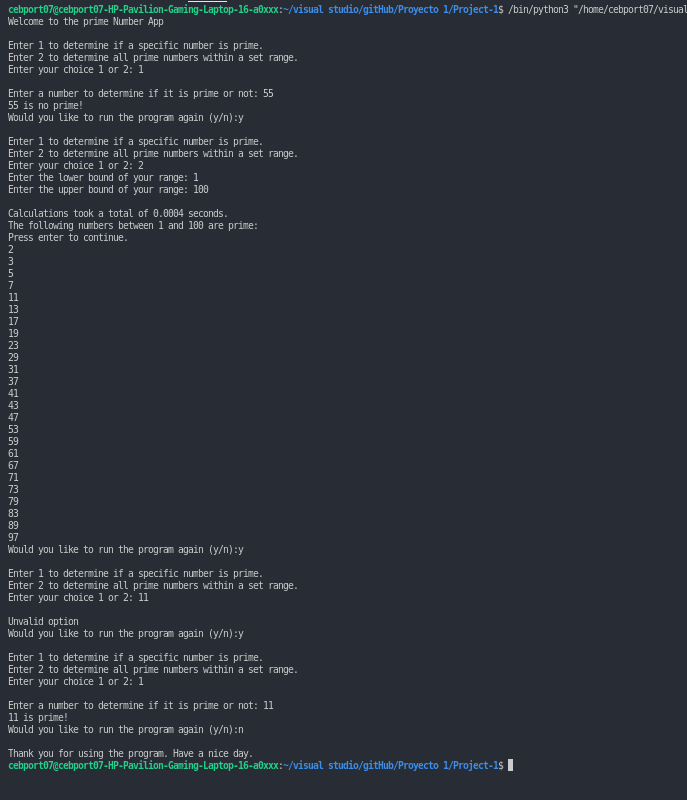 cebport07@cebport07-HP-Pavilion-Gaming-Laptop-16-a0xxx:~/visual studio/gitHub/Proyecto 1/Project-1$ /bin/python3 "/home/cebport07/visual
Welcome to the prime Number App
Enter 1 to determine if a specific number is prime.
Enter 2 to determine all prime numbers within a set range.
Enter your choice 1 or 2: 1
Enter a number to determine if it is prime or not: 55
55 is no prime!
Would you like to run the program again (y/n):y
Enter 1 to determine if a specific number is prime.
Enter 2 to determine all prime numbers within a set range.
Enter your choice 1 or 2: 2
Enter the lower bound of your range: 1
Enter the upper bound of your range: 100
Calculations took a total of 0.0004 seconds.
The following numbers between 1 and 100 are prime:
Press enter to continue.
2
3
5
7
11
13
17
19
23
29
31
37
41
43
47
53
59
61
67
71
73
79
83
89
97
Would you like to run the program again (y/n):y
Enter 1 to determine if a specific number is prime.
Enter 2 to determine all prime numbers within a set range.
Enter your choice 1 or 2: 11
Unvalid option
Would you like to run the program again (y/n):y
Enter 1 to determine if a specific number is prime.
Enter 2 to determine all prime numbers within a set range.
Enter your choice 1 or 2: 1
Enter a number to determine if it is prime or not: 11
11 is prime!
Would you like to run the program again (y/n):n
Thank you for using the program. Have a nice day.
cebport07@cebport07-HP-Pavilion-Gaming-Laptop-16-a0xxx:~/visual studio/gitHub/Proyecto 1/Project-1$